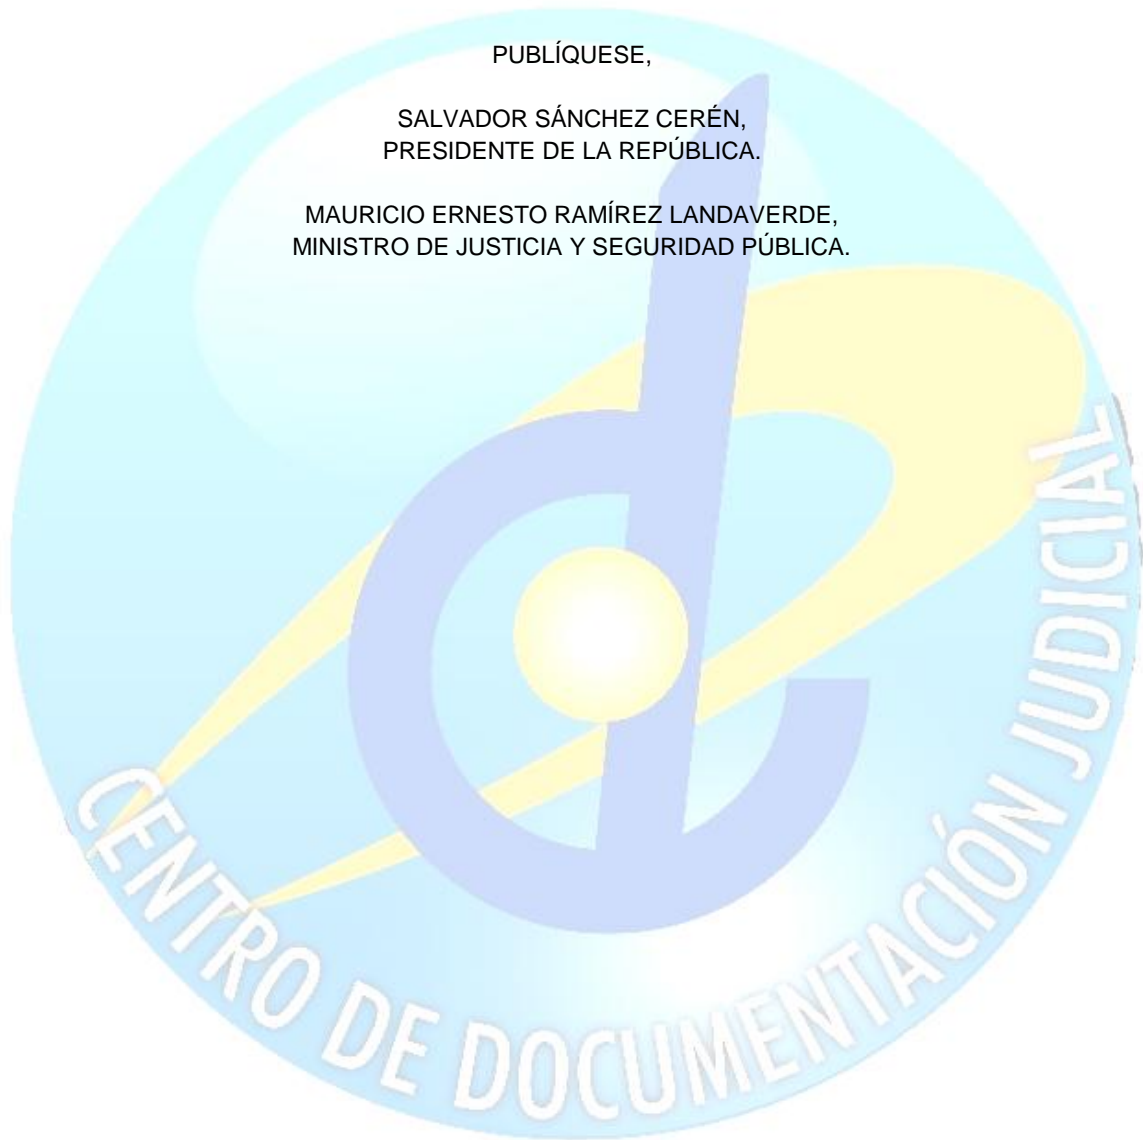 PUBLÍQUESE,
SALVADOR SÁNCHEZ CERÉN,
PRESIDENTE DE LA REPÚBLICA.
MAURICIO ERNESTO RAMÍREZ LANDAVERDE,
MINISTRO DE JUSTICIA Y SEGURIDAD PÚBLICA.
CENTRO DE DOCUMENTACIÓN JUDICIAL